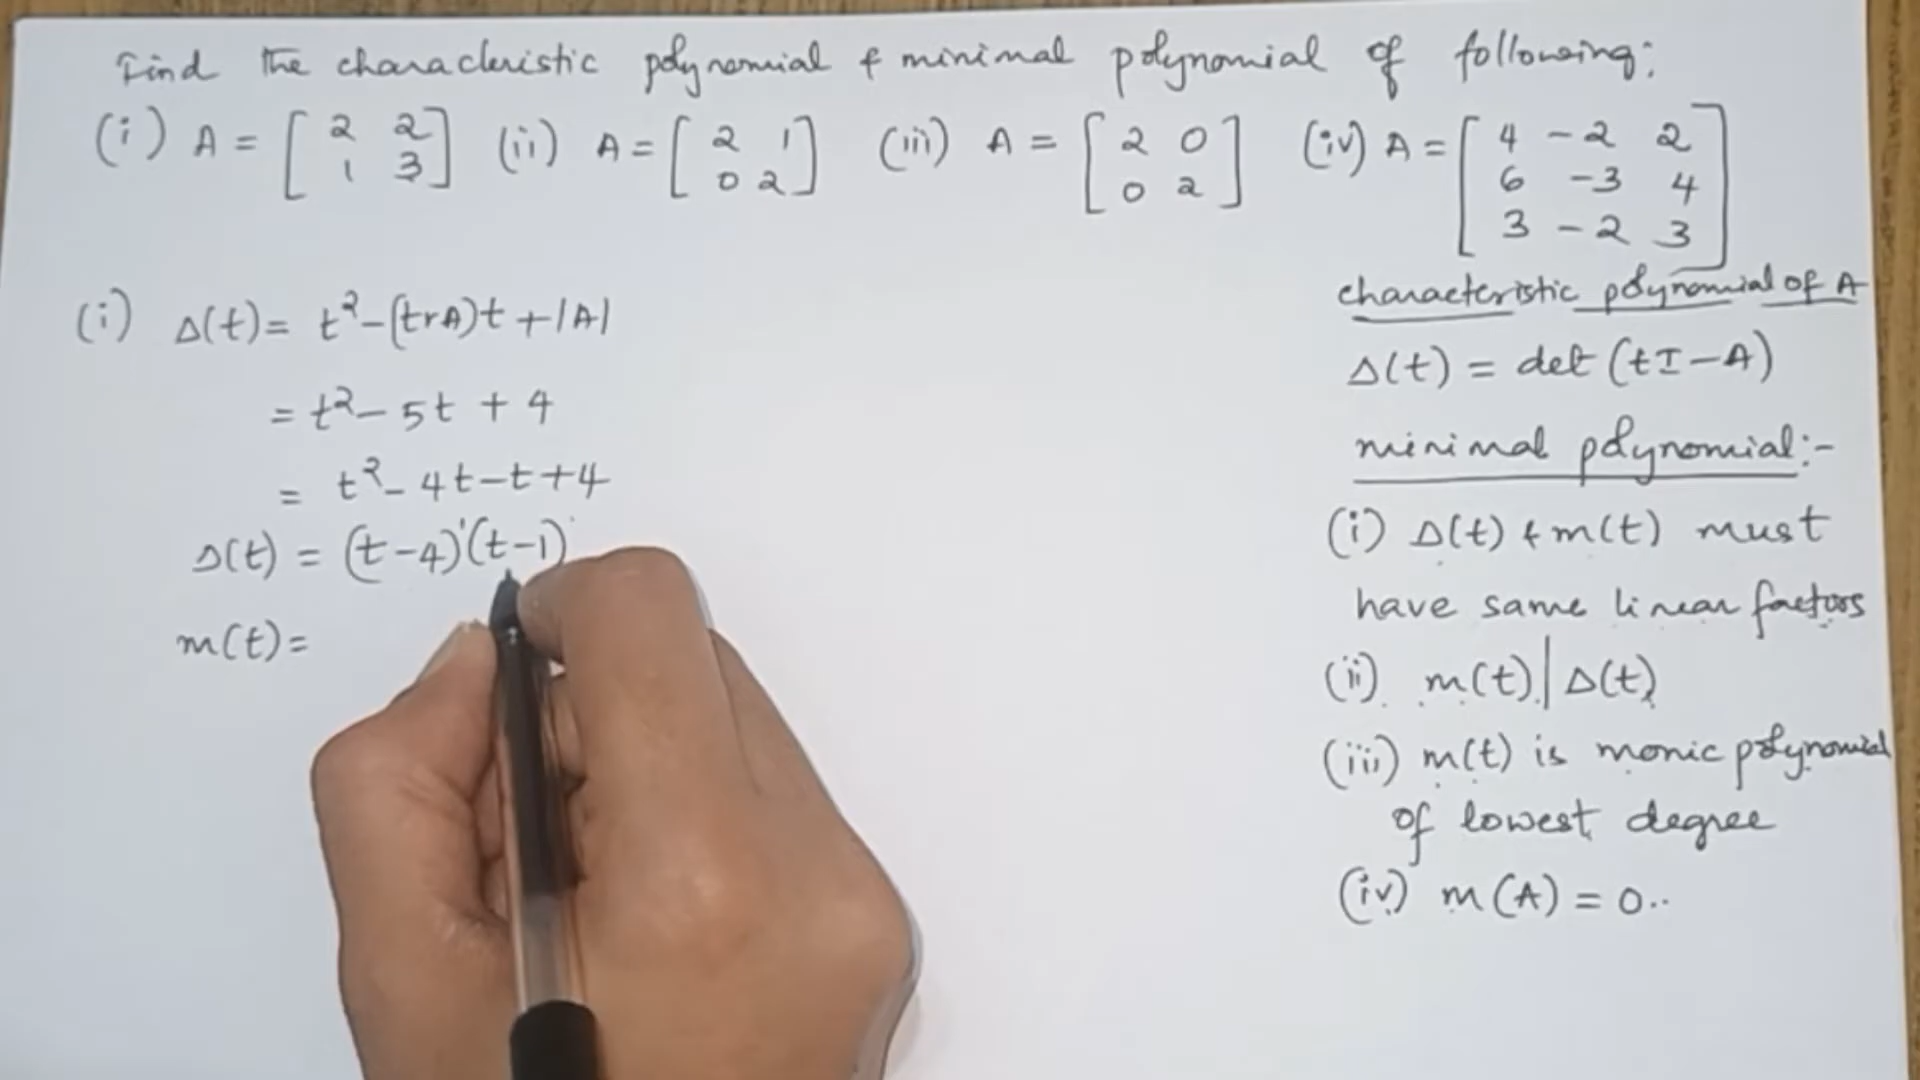 Find the characteristic polynomial & minimal polynomial of following:
(i) A = [2 2; 1 3] (ii) A = [2 1; 0 2] (iii) A = [2 0; 0 2] (iv) A = [4 -2 2; 6 -3 4; 3 -2 3]
(i) Δ(t) = t² - (trA)t + |A|
= t² - 5t + 4
= t² - 4t - t + 4
Δ(t) = (t-4)¹(t-1)
m(t) =
characteristic polynomial of A
Δ(t) = det (tI - A)
minimal polynomial:-
(i) Δ(t) & m(t) must
have same linear factors
(ii) m(t) | Δ(t)
(iii) m(t) is monic polynomial
of lowest degree
(iv) m(A) = 0..